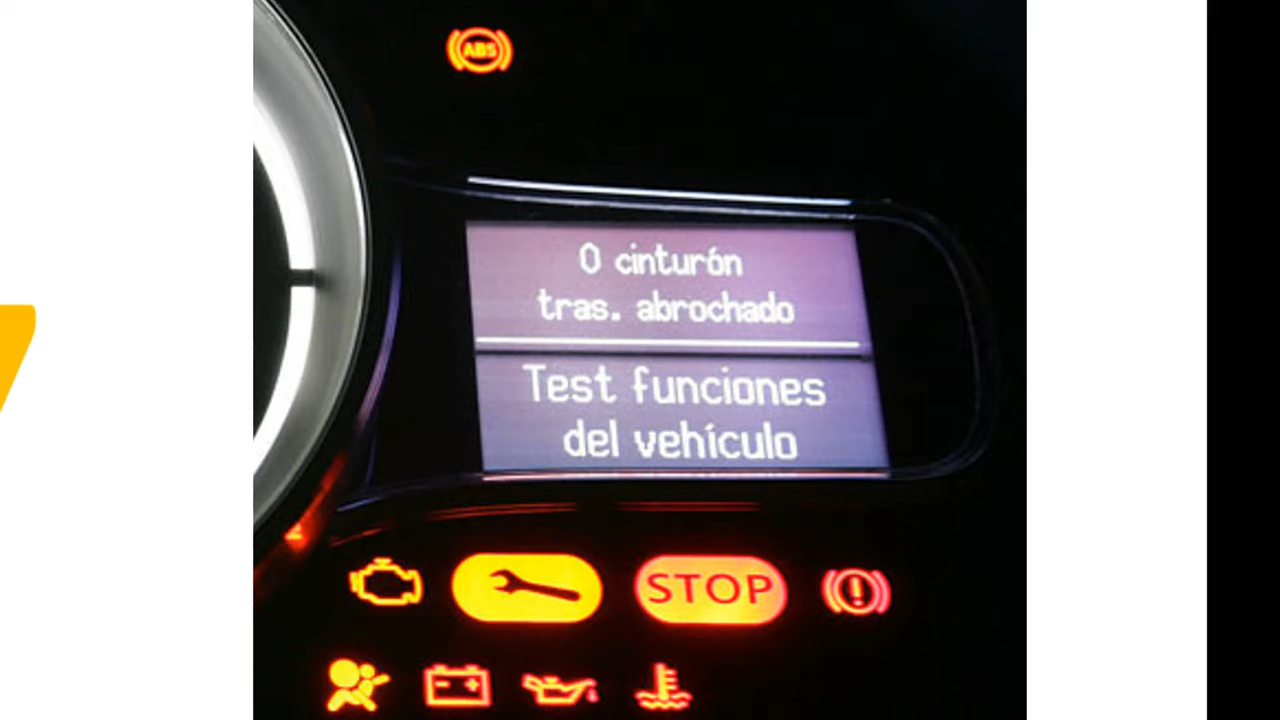 ABS
0 cinturón
tras. abrochado
Test funciones
del vehículo
STOP